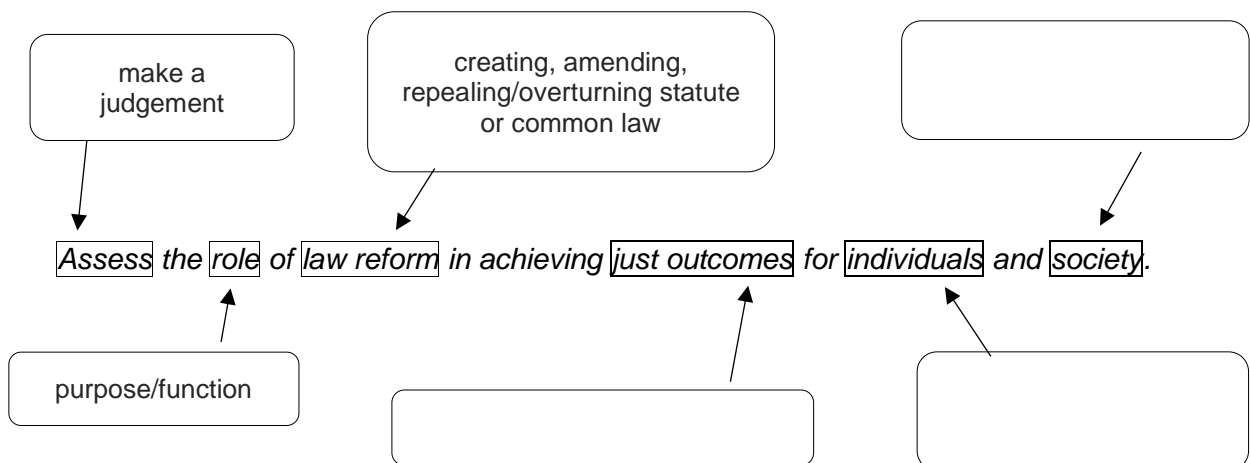 make a
judgement
creating, amending,
repealing/overturning statute
or common law
Assess the role of law reform in achieving just outcomes for individuals and society.
purpose/function